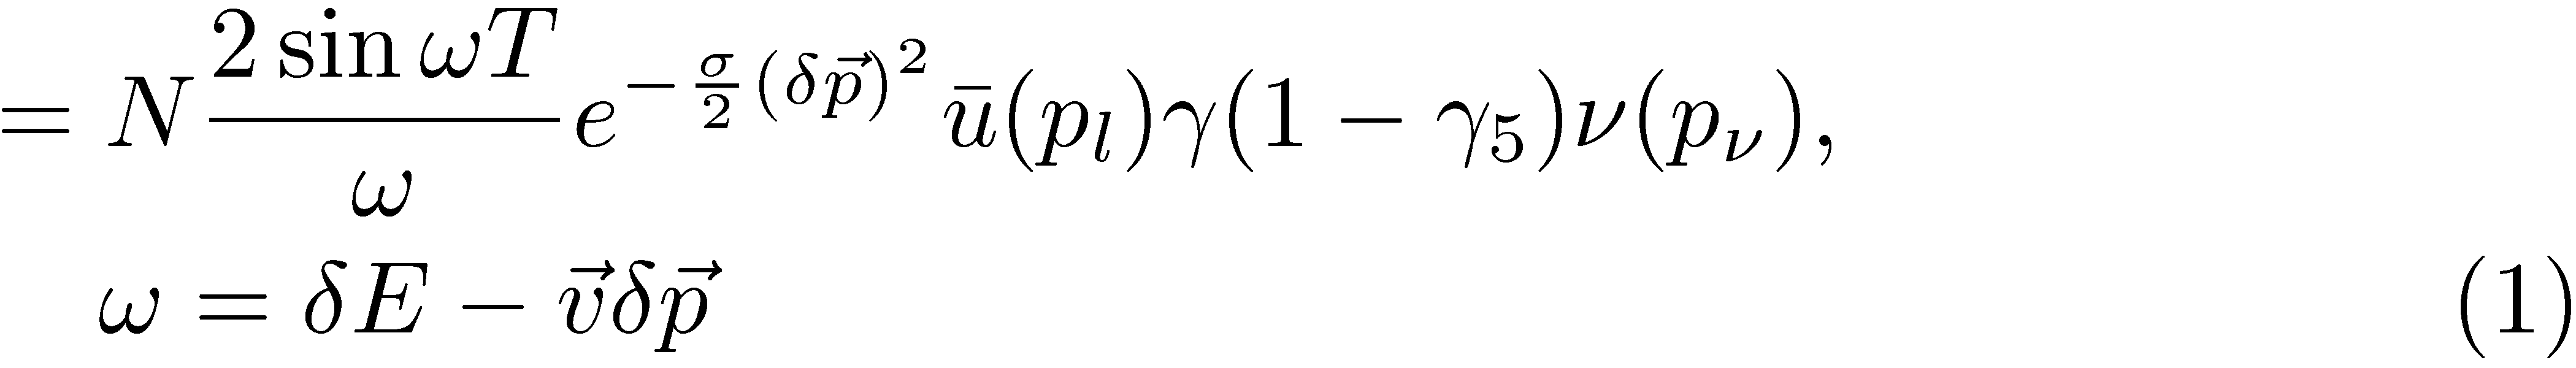 = N \frac{2 \sin \omega T}{\omega} e^{-\frac{\sigma}{2}(\delta \vec{p})^2} \bar{u}(p_l) \gamma (1 - \gamma_5) \nu(p_\nu),
\omega = \delta E - \vec{v} \delta \vec{p} (1)